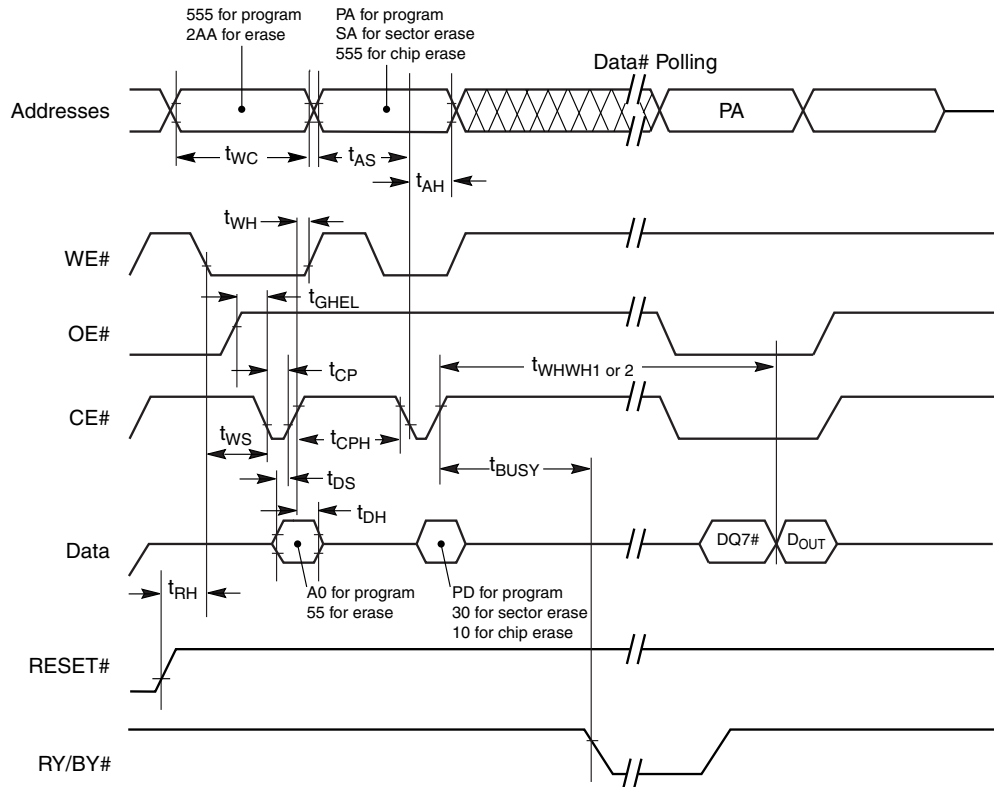 555 for program
2AA for erase
PA for program
SA for sector erase
555 for chip erase
Data# Polling
Addresses
PA
tWC
tAS
tAH
tWH
WE#
tGHEL
OE#
tWHWH1 or 2
tCP
CE#
tWS
tCPH
tBUSY
tDS
tDH
Data
DQ7#
DOUT
tRH
A0 for program
55 for erase
PD for program
30 for sector erase
10 for chip erase
RESET#
RY/BY#